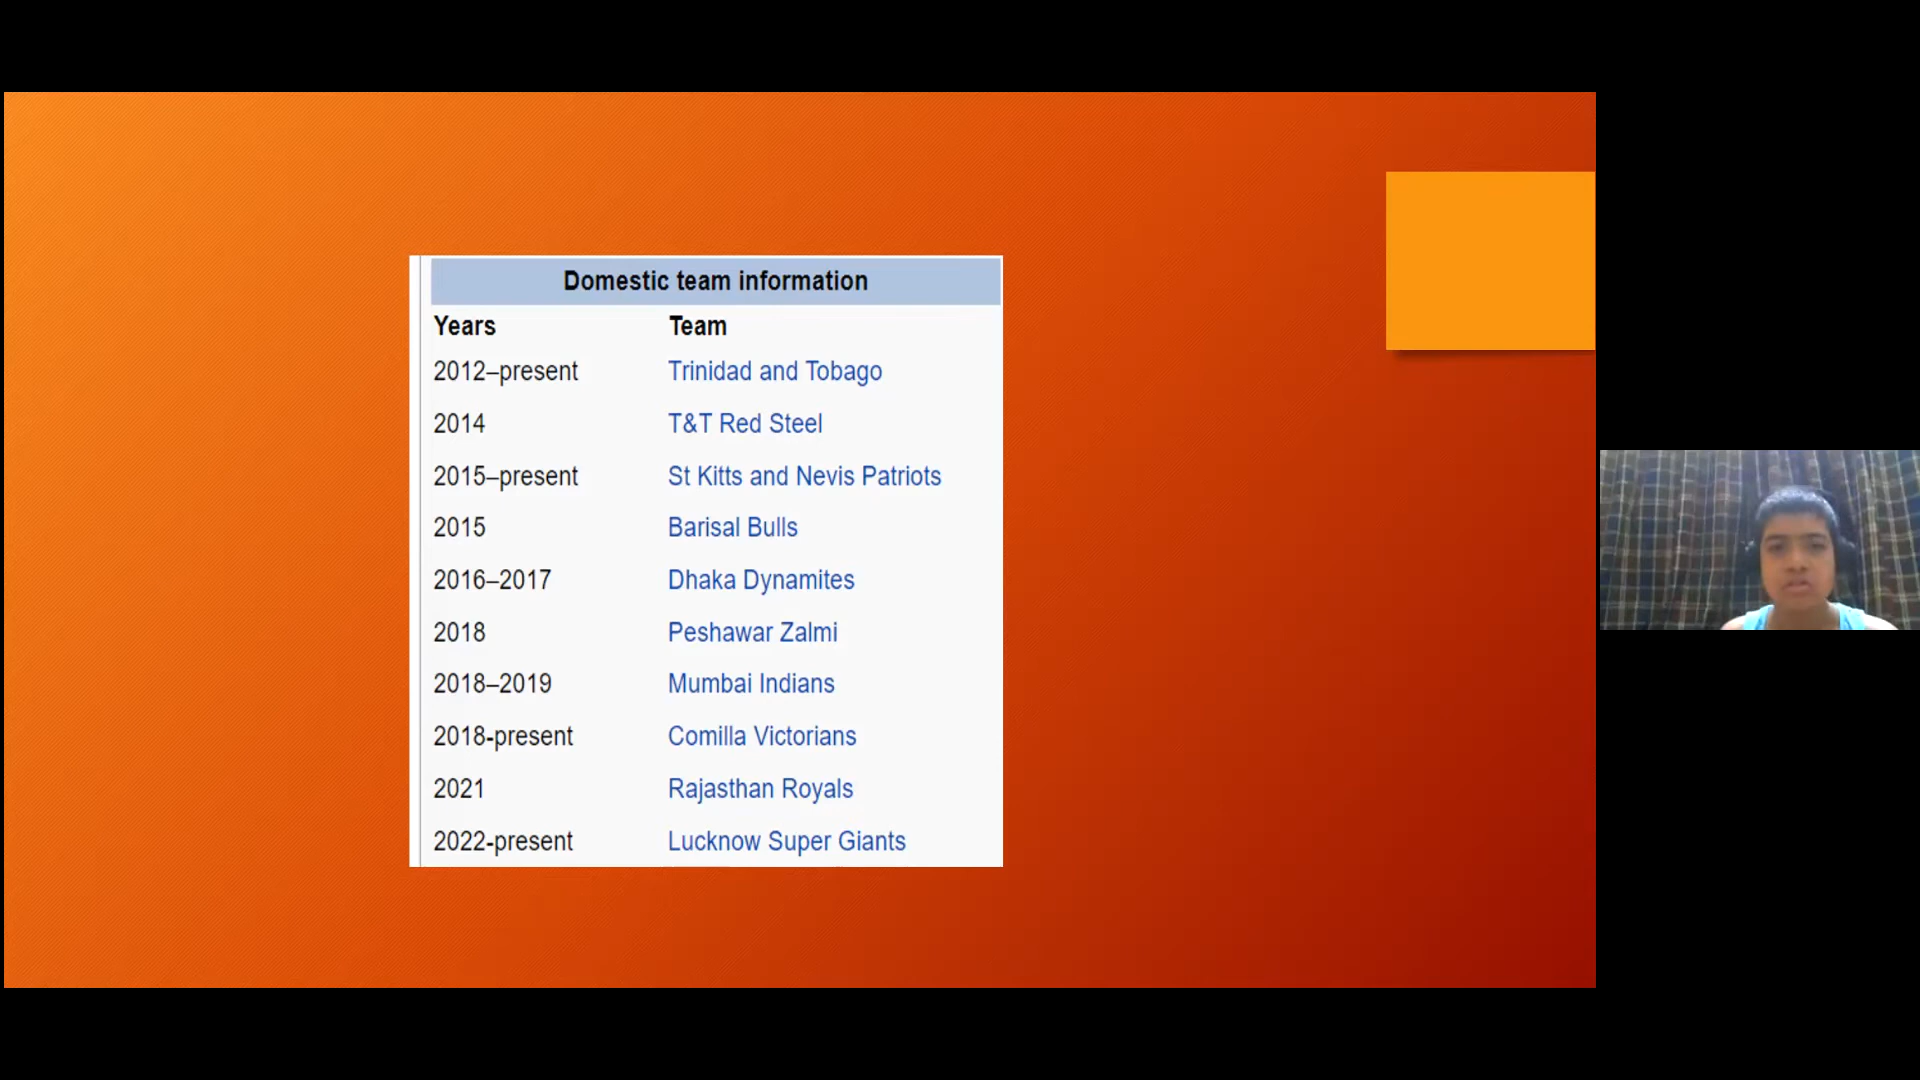 Domestic team information
Years Team
2012–present Trinidad and Tobago
2014 T&T Red Steel
2015–present St Kitts and Nevis Patriots
2015 Barisal Bulls
2016–2017 Dhaka Dynamites
2018 Peshawar Zalmi
2018–2019 Mumbai Indians
2018-present Comilla Victorians
2021 Rajasthan Royals
2022-present Lucknow Super Giants